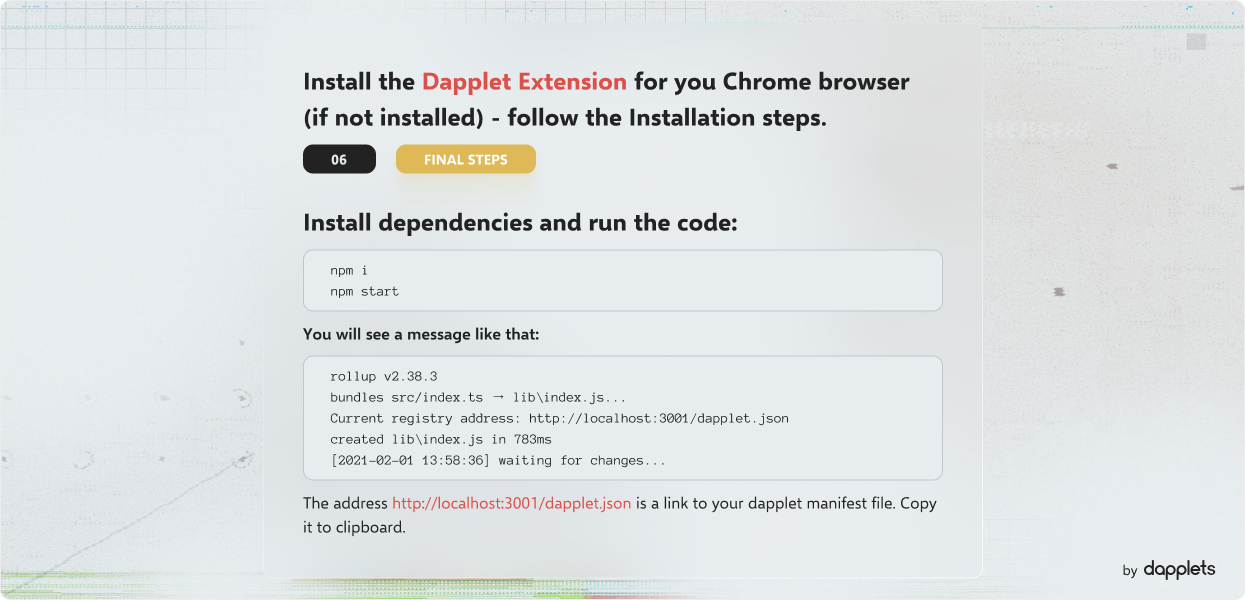 Install the Dapplet Extension for you Chrome browser
(if not installed) - follow the Installation steps.
06 FINAL STEPS
Install dependencies and run the code:
npm i
npm start
You will see a message like that:
rollup v2.38.3
bundles src/index.ts → lib\index.js...
Current registry address: http://localhost:3001/dapplet.json
created lib\index.js in 783ms
[2021-02-01 13:58:36] waiting for changes...
The address http://localhost:3001/dapplet.json is a link to your dapplet manifest file. Copy
it to clipboard.
by dapplets